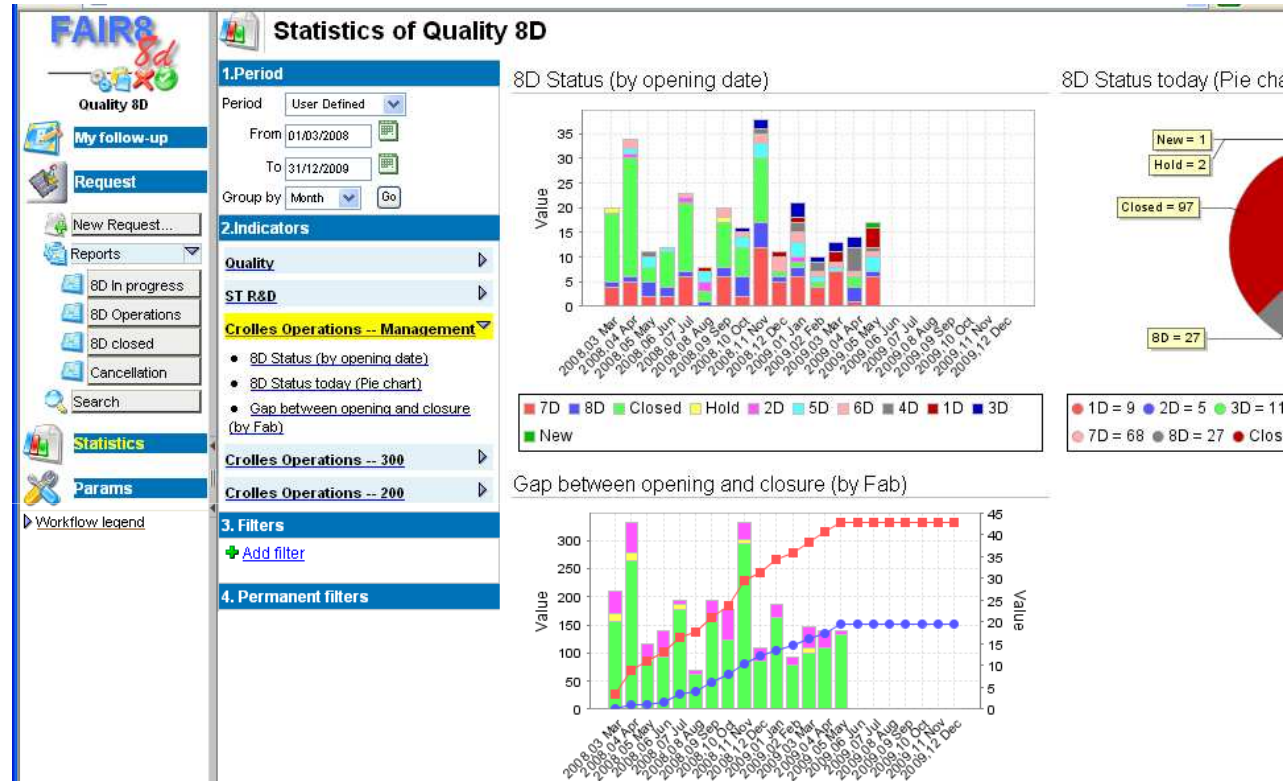 FAIR8
8d
Quality 8D
My follow-up
Request
New Request...
Reports
8D In progress
8D Operations
8D closed
Cancellation
Search
Statistics
Params
Workflow legend
Statistics of Quality 8D
1.Period
Period User Defined
From 01/03/2008
To 31/12/2009
Group by Month Go
2.Indicators
Quality
ST R&D
Crolles Operations -- Management
8D Status (by opening date)
8D Status today (Pie chart)
Gap between opening and closure
(by Fab)
Crolles Operations -- 300
Crolles Operations -- 200
3. Filters
Add filter
4. Permanent filters
8D Status (by opening date)
Value
35
30
25
20
15
10
5
0
2008.03 Mar
2008.04 Apr
2008.05 May
2008.06 Jun
2008.07 Jul
2008.08 Aug
2008.09 Sep
2008.10 Oct
2008.11 Nov
2008.12 Dec
2009.01 Jan
2009.02 Feb
2009.03 Mar
2009.04 Apr
2009.05 May
2009.06 Jun
2009.07 Jul
2009.08 Aug
2009.09 Sep
2009.10 Oct
2009.11 Nov
2009.12 Dec
7D 8D Closed Hold 2D 5D 6D 4D 1D 3D
New
8D Status today (Pie cha
New = 1
Hold = 2
Closed = 97
8D = 27
1D = 9 2D = 5 3D = 11
7D = 68 8D = 27 Clos
Gap between opening and closure (by Fab)
Value
300
250
200
150
100
50
0
45
40
35
30
25
20
15
10
5
0
Value
2008.03 Mar
2008.04 Apr
2008.05 May
2008.06 Jun
2008.07 Jul
2008.08 Aug
2008.09 Sep
2008.10 Oct
2008.11 Nov
2008.12 Dec
2009.01 Jan
2009.02 Feb
2009.03 Mar
2009.04 Apr
2009.05 May
2009.06 Jun
2009.07 Jul
2009.08 Aug
2009.09 Sep
2009.10 Oct
2009.11 Nov
2009.12 Dec